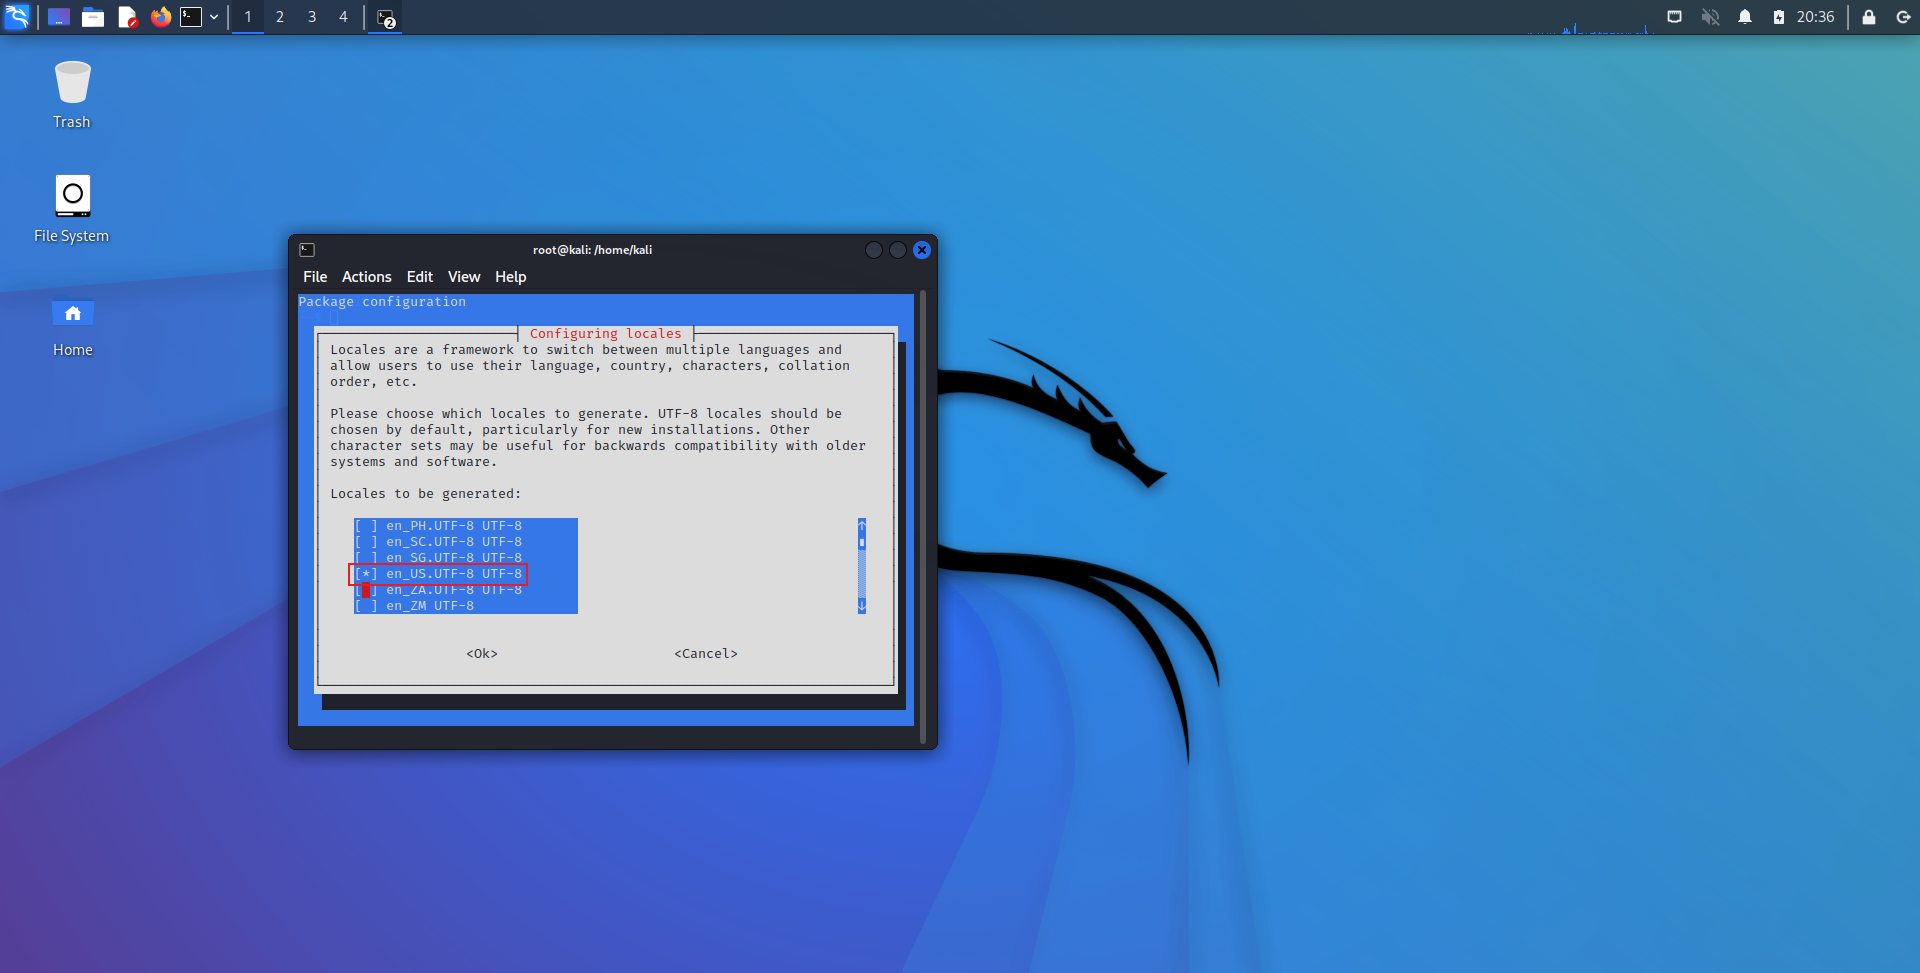 1 2 3 4 2 20:36
Trash
File System
Home
root@kali: /home/kali
File Actions Edit View Help
Package configuration
Configuring locales
Locales are a framework to switch between multiple languages and
allow users to use their language, country, characters, collation
order, etc.
Please choose which locales to generate. UTF-8 locales should be
chosen by default, particularly for new installations. Other
character sets may be useful for backwards compatibility with older
systems and software.
Locales to be generated:
[ ] en_PH.UTF-8 UTF-8
[ ] en_SC.UTF-8 UTF-8
[ ] en_SG.UTF-8 UTF-8
[*] en_US.UTF-8 UTF-8
[ ] en_ZA.UTF-8 UTF-8
[ ] en_ZM UTF-8
<Ok> <Cancel>